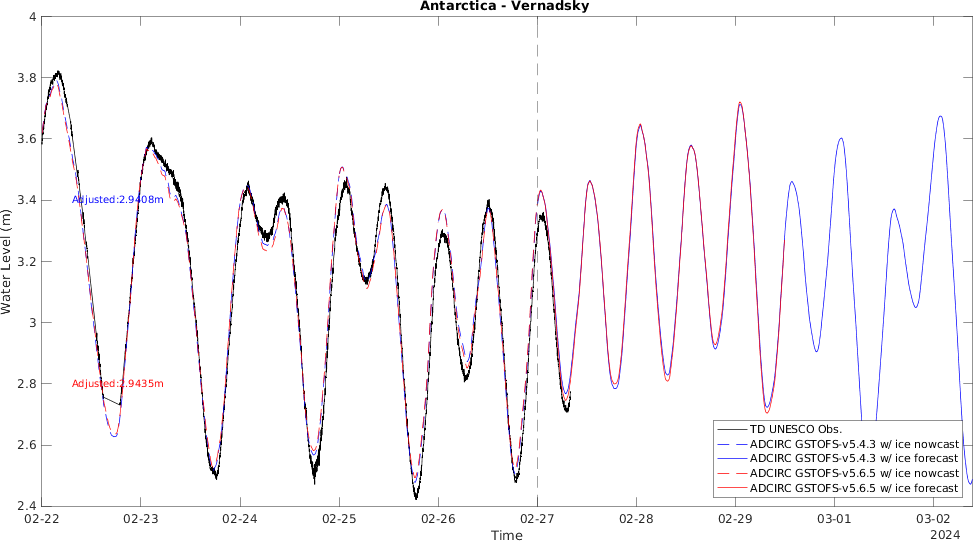 Antarctica - Vernadsky
4
3.8
3.6
3.4
3.2
3
2.8
2.6
2.4
Water Level (m)
Adjusted:2.9408m
Adjusted:2.9435m
TD UNESCO Obs.
ADCIRC GSTOFS-v5.4.3 w/ ice nowcast
ADCIRC GSTOFS-v5.4.3 w/ ice forecast
ADCIRC GSTOFS-v5.6.5 w/ ice nowcast
ADCIRC GSTOFS-v5.6.5 w/ ice forecast
02-22 02-23 02-24 02-25 02-26 02-27 02-28 02-29 03-01 03-02
Time
2024